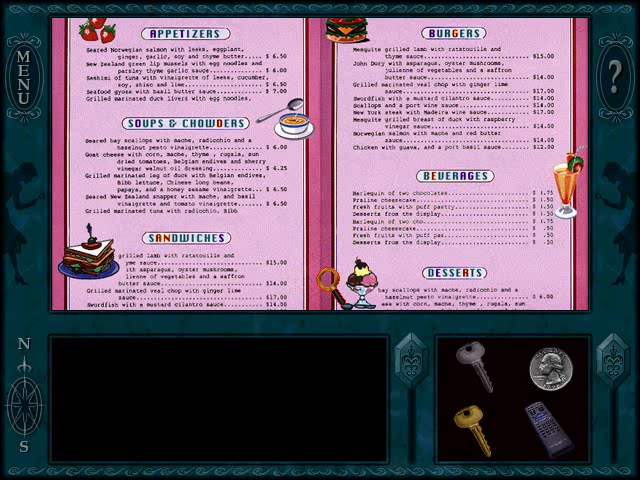 MENU
?
APPETIZERS
Seared Norwegian salmon with leeks, eggplant,
ginger, garlic, soy and thyme butter..... $ 6.50
New Zealand green lip mussels with egg noodles and
parsley thyme garlic sauce............... $ 6.00
Sashimi of tuna with vinaigrette of leeks, cucumber,
soy, shiso and lime...................... $ 6.50
Seafood gyoza with basil butter sauce..... $ 7.00
Grilled marinated duck livers with egg noodles,
SOUPS & CHOWDERS
Seared bay scallops with mache, radicchio and a
hazelnut pesto vinaigrette............... $ 6.00
Goat cheese with corn, mache, thyme, rugala, sun
dried tomatoes, Belgian endives and sherry
vinegar walnut oil dressing.............. $ 6.25
Grilled marinated leg of duck with Belgian endives,
Bibb lettuce, Chinese long beans,
papaya, and a honey sesame vinaigrette... $ 6.50
Seared New Zealand snapper with mache, and basil
vinaigrette and tomato vinaigrette....... $ 6.50
Grilled marinated tuna with radicchio, Bibb
SANDWICHES
grilled lamb with ratatouille and
yme sauce.............. $15.00
ith asparagus, oyster mushrooms,
lienne of vegetables and a saffron
butter sauce............................ $14.00
Grilled marinated veal chop with ginger lime
sauce................................... $17.00
Swordfish with a mustard cilantro sauce... $14.00
BURGERS
Mesquite grilled lamb with ratatouille and
thyme sauce............................. $15.00
John Dory with asparagus, oyster mushrooms,
julienne of vegetables and a saffron
butter sauce............................ $14.00
Grilled marinated veal chop with ginger lime
sauce................................... $17.00
Swordfish with a mustard cilantro sauce... $14.00
Scallops and a port wine sauce............ $14.00
New York steak with Madeira wine sauce.... $17.00
Mesquite grilled breast of duck with raspberry
vinegar sauce........................... $14.00
Norwegian salmon with mache and red butter
sauce................................... $14.00
Chicken with guava, and a port basil sauce $12.00
BEVERAGES
Harlequin of two chocolates............... $ 1.75
Praline cheesecake........................ $ 1.50
Fresh fruits with puff pastry............. $ 1.50
Desserts from the display................. $ 1.50
Harlequin of two cho...................... $ 1.75
Praline cheesecake........................ $ .50
Fresh fruits with puff pas................ $ .50
Desserts from the display................. $ .50
DESSERTS
bay scallops with mache, radicchio and a
hazelnut pesto vinaigrette............... $ 6.00
ese with corn, mache, thyme, rugala, sun
N
S